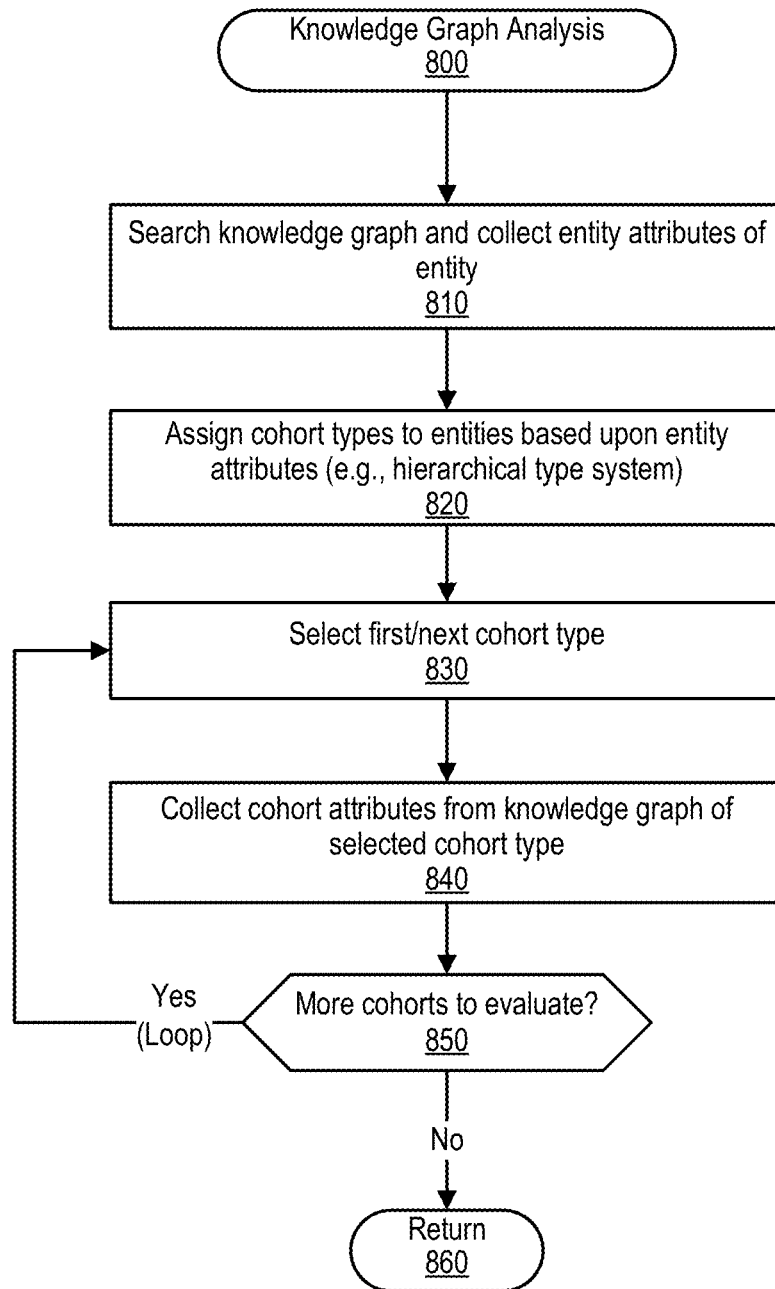 Knowledge Graph Analysis
800
Search knowledge graph and collect entity attributes of
entity
810
Assign cohort types to entities based upon entity
attributes (e.g., hierarchical type system)
820
Select first/next cohort type
830
Collect cohort attributes from knowledge graph of
selected cohort type
840
More cohorts to evaluate?
850
Yes
(Loop)
No
Return
860